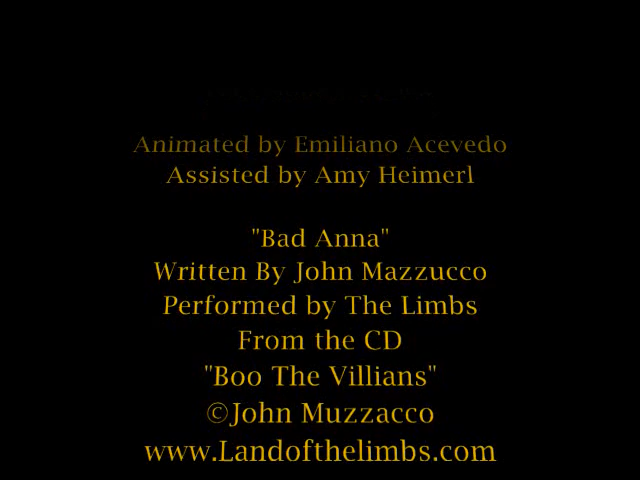 Animated by Emiliano Acevedo
Assisted by Amy Heimerl
"Bad Anna"
Written By John Mazzucco
Performed by The Limbs
From the CD
"Boo The Villians"
©John Muzzacco
www.Landofthelimbs.com